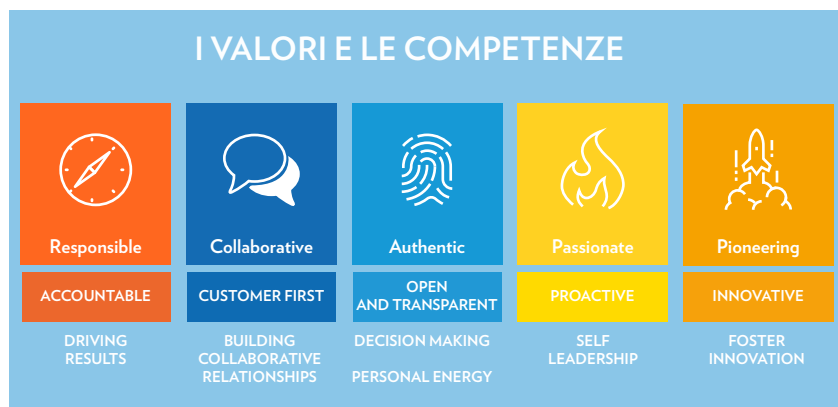 I VALORI E LE COMPETENZE
Responsible
Collaborative
Authentic
Passionate
Pioneering
ACCOUNTABLE
CUSTOMER FIRST
OPEN
AND TRANSPARENT
PROACTIVE
INNOVATIVE
DRIVING
RESULTS
BUILDING
COLLABORATIVE
RELATIONSHIPS
DECISION MAKING
PERSONAL ENERGY
SELF
LEADERSHIP
FOSTER
INNOVATION